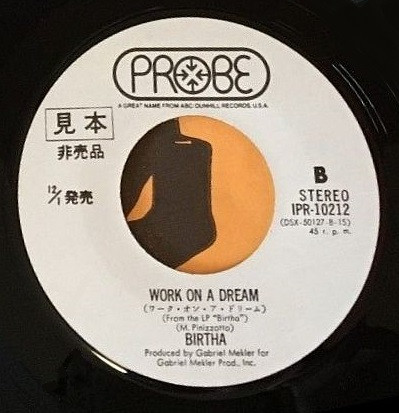 PROBE
A GREAT NAME FROM ABC/DUNHILL RECORDS, U.S.A.
見本
非売品
12/1 発売
B
STEREO
IPR-10212
(DSX-50127-B-1S)
45 r. p. m.
WORK ON A DREAM
(ワーク・オン・ア・ドリーム)
(From the LP "Birtha")
(M. Pinizzotto)
BIRTHA
Produced by Gabriel Mekler for
Gabriel Mekler Prod., Inc.